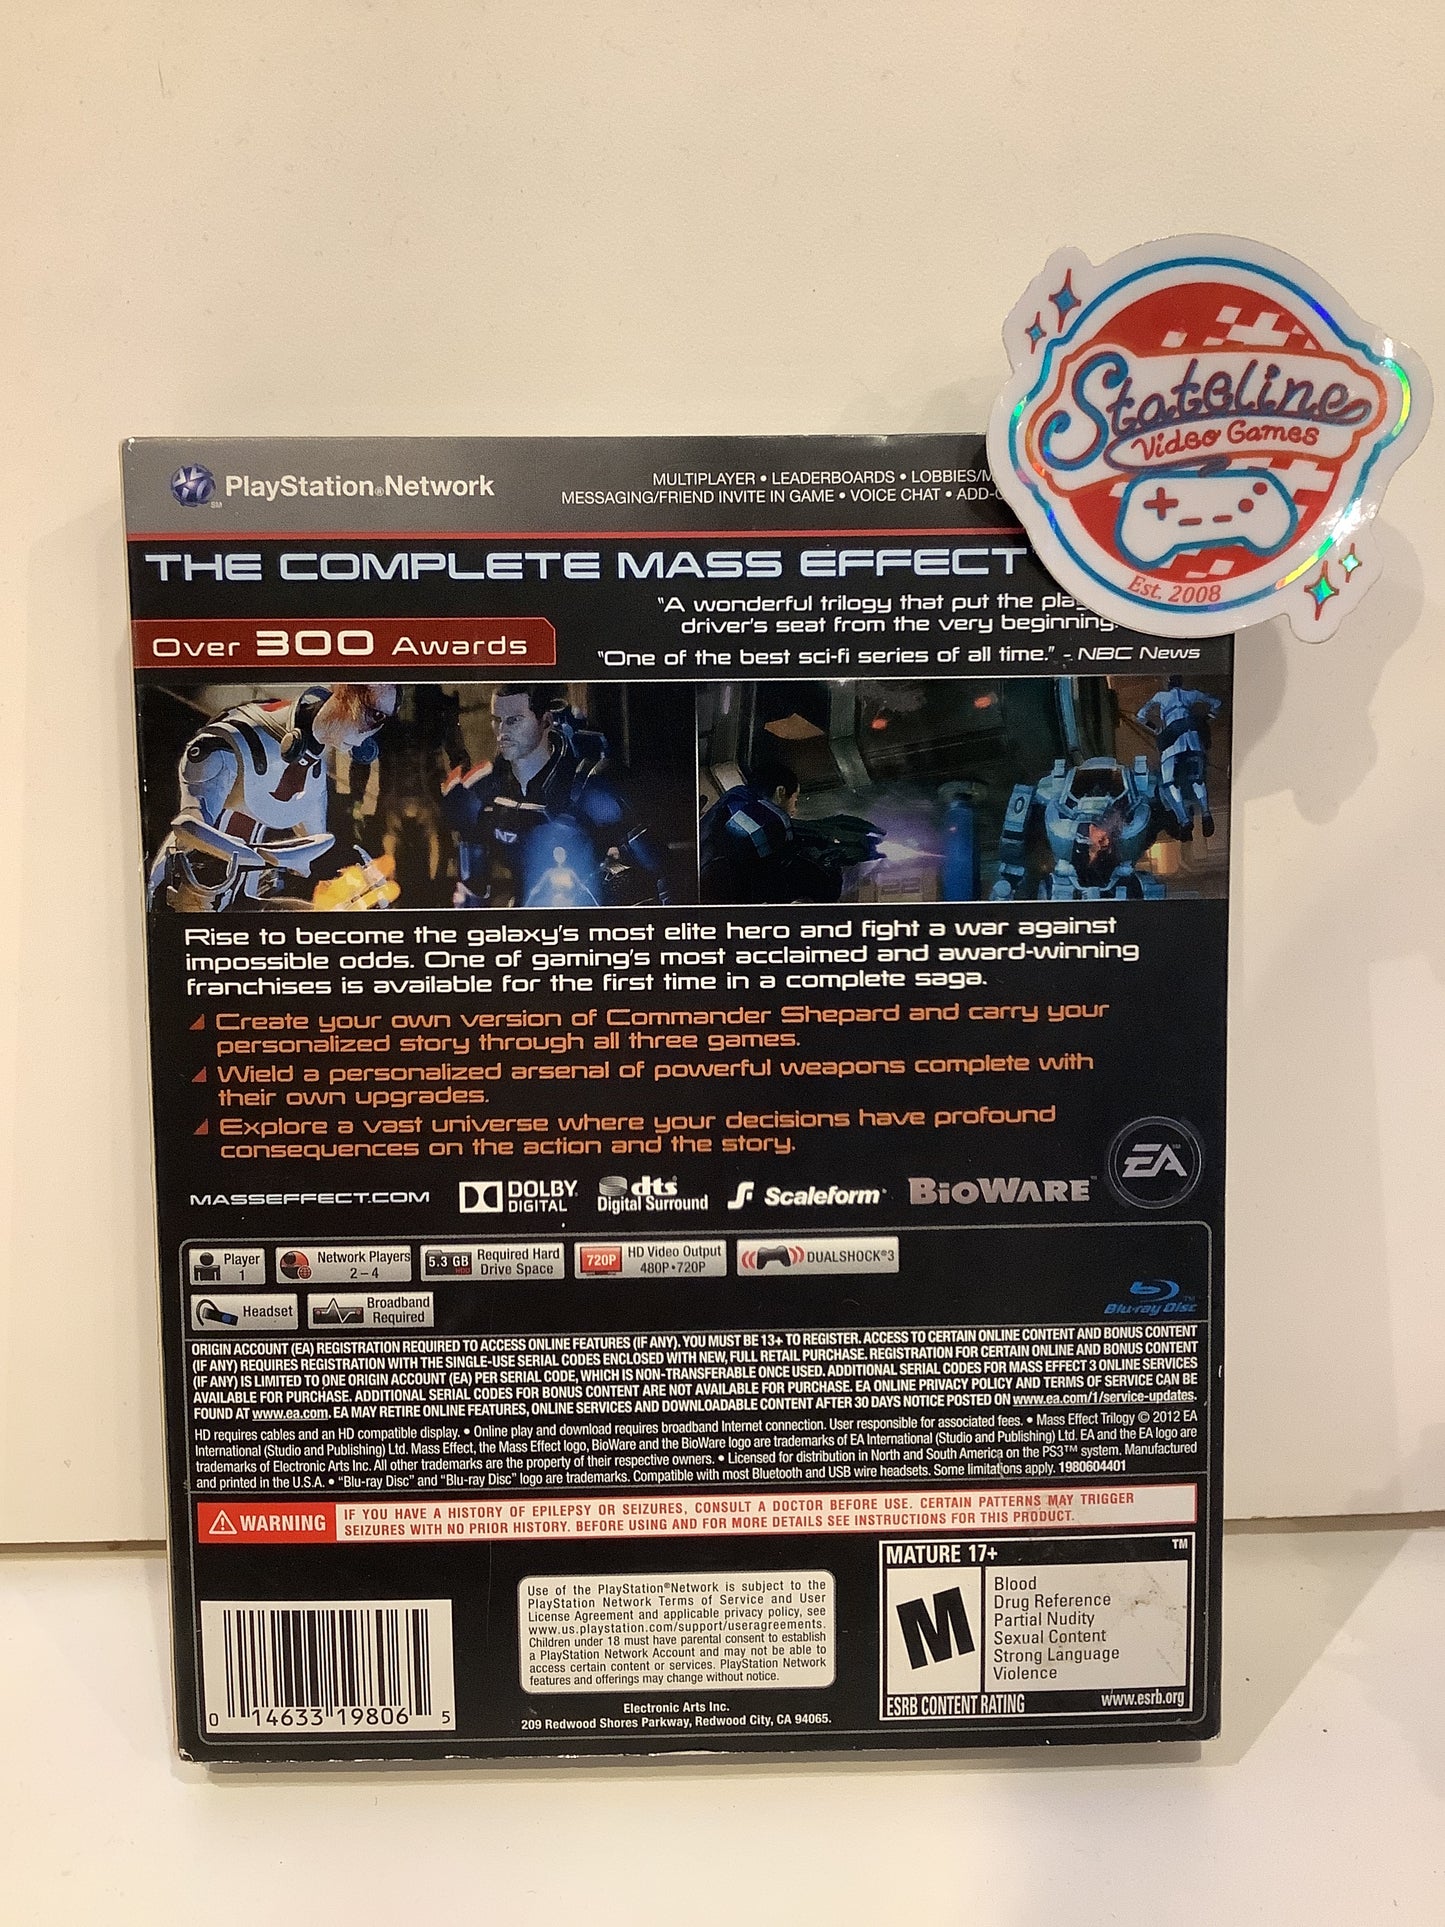 Stateline
Video Games
Est. 2008
PlayStation®Network
SM
MULTIPLAYER • LEADERBOARDS • LOBBIES/M
MESSAGING/FRIEND INVITE IN GAME • VOICE CHAT • ADD-
THE COMPLETE MASS EFFECT
"A wonderful trilogy that put the
driver's seat from the very beginning.
Over 300 Awards
"One of the best sci-fi series of all time." - NBC News
N7
Rise to become the galaxy's most elite hero and fight a war against
impossible odds. One of gaming's most acclaimed and award-winning
franchises is available for the first time in a complete saga.
Create your own version of Commander Shepard and carry your
personalized story through all three games.
Wield a personalized arsenal of powerful weapons complete with
their own upgrades.
Explore a vast universe where your decisions have profound
consequences on the action and the story.
EA™
MASSEFFECT.COM
DOLBY
DIGITAL
dts
Digital Surround
Scaleform
BIOWARE™
Player
1
Network Players
2 – 4
5.3 GB
Required Hard
Drive Space
720P
HD Video Output
480P • 720P
DUALSHOCK®3
Headset
Broadband
Required
Blu-ray Disc™
ORIGIN ACCOUNT (EA) REGISTRATION REQUIRED TO ACCESS ONLINE FEATURES (IF ANY). YOU MUST BE 13+ TO REGISTER. ACCESS TO CERTAIN ONLINE CONTENT AND BONUS CONTENT
(IF ANY) REQUIRES REGISTRATION WITH THE SINGLE-USE SERIAL CODES ENCLOSED WITH NEW, FULL RETAIL PURCHASE. REGISTRATION FOR CERTAIN ONLINE AND BONUS CONTENT
(IF ANY) IS LIMITED TO ONE ORIGIN ACCOUNT (EA) PER SERIAL CODE, WHICH IS NON-TRANSFERABLE ONCE USED. ADDITIONAL SERIAL CODES FOR MASS EFFECT 3 ONLINE SERVICES
AVAILABLE FOR PURCHASE. ADDITIONAL SERIAL CODES FOR BONUS CONTENT ARE NOT AVAILABLE FOR PURCHASE. EA ONLINE PRIVACY POLICY AND TERMS OF SERVICE CAN BE
FOUND AT www.ea.com. EA MAY RETIRE ONLINE FEATURES, ONLINE SERVICES AND DOWNLOADABLE CONTENT AFTER 30 DAYS NOTICE POSTED ON www.ea.com/1/service-updates.
HD requires cables and an HD compatible display. • Online play and download requires broadband Internet connection. User responsible for associated fees. • Mass Effect Trilogy © 2012 EA
International (Studio and Publishing) Ltd. Mass Effect, the Mass Effect logo, BioWare and the BioWare logo are trademarks of EA International (Studio and Publishing) Ltd. EA and the EA logo are
trademarks of Electronic Arts Inc. All other trademarks are the property of their respective owners. • Licensed for distribution in North and South America on the PS3™ system. Manufactured
and printed in the U.S.A. • "Blu-ray Disc" and "Blu-ray Disc" logo are trademarks. Compatible with most Bluetooth and USB wire headsets. Some limitations apply. 1980604401
WARNING
IF YOU HAVE A HISTORY OF EPILEPSY OR SEIZURES, CONSULT A DOCTOR BEFORE USE. CERTAIN PATTERNS MAY TRIGGER
SEIZURES WITH NO PRIOR HISTORY. BEFORE USING AND FOR MORE DETAILS SEE INSTRUCTIONS FOR THIS PRODUCT.
0 14633 19806 5
Use of the PlayStation®Network is subject to the
PlayStation Network Terms of Service and User
License Agreement and applicable privacy policy, see
www.us.playstation.com/support/useragreements.
Children under 18 must have parental consent to establish
a PlayStation Network Account and may not be able to
access certain content or services. PlayStation Network
features and offerings may change without notice.
Electronic Arts Inc.
209 Redwood Shores Parkway, Redwood City, CA 94065.
MATURE 17+
™
M
Blood
Drug Reference
Partial Nudity
Sexual Content
Strong Language
Violence
ESRB CONTENT RATING
www.esrb.org